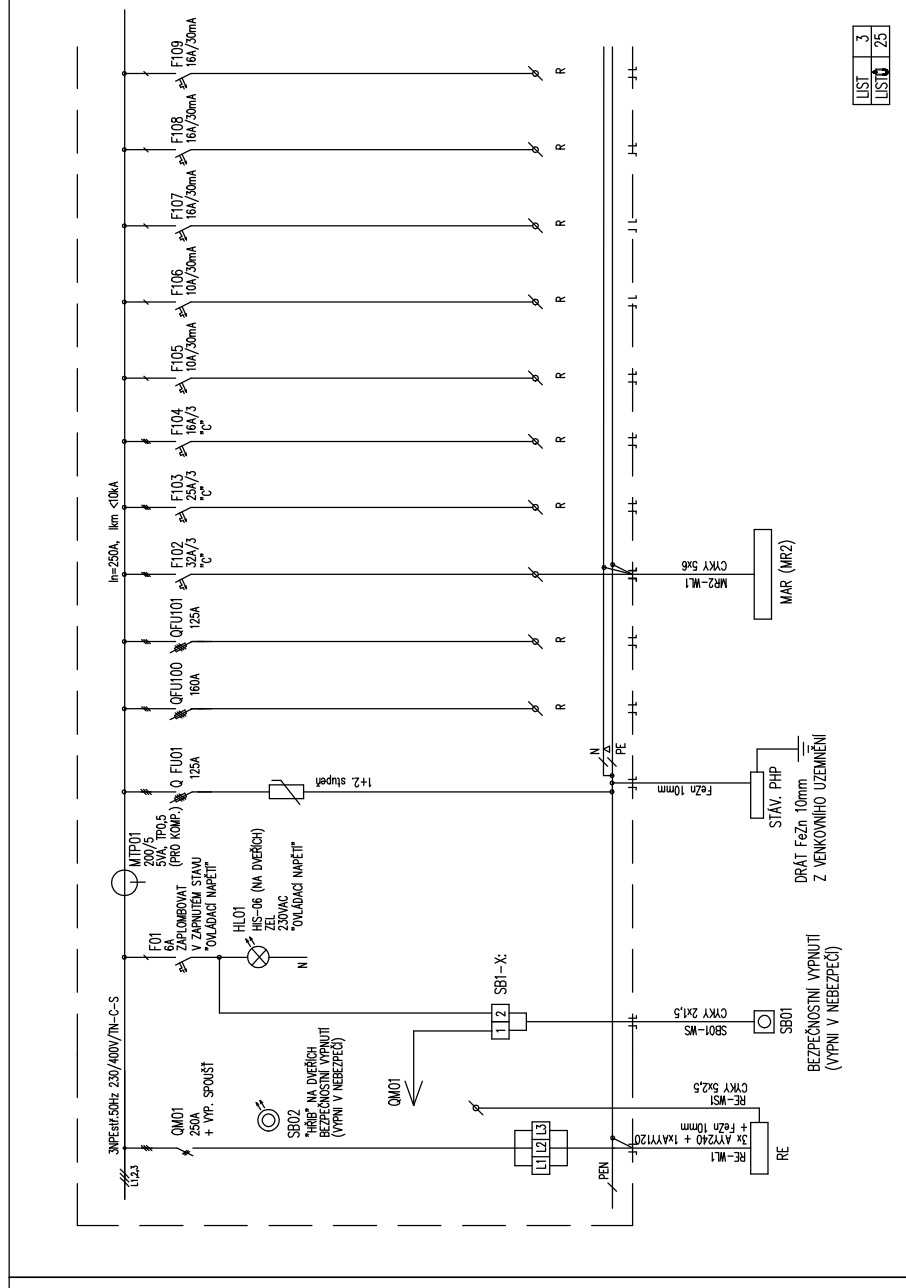 3NPEstř.50Hz 230/400V/TN-C-S
L1,2,3
In=250A, Ikm <10kA
QM01
250A
+ VYP. SPOUŠŤ
SB02
"HŘIB" NA DVEŘÍCH
BEZPEČNOSTNÍ VYPNUTÍ
(VYPNI V NEBEZPEČÍ)
F01
6A
ZAPLOMBOVAT
V ZAPNUTÉM STAVU
"OVLÁDACÍ NAPĚTÍ"
HL01
HIS-06 (NA DVEŘÍCH)
ZEL
230VAC
"OVLÁDACÍ NAPĚTÍ"
N
MTP01
200/5
5VA, TP0,5
(PRO KOMP.)
Q FU01
125A
1+2. stupeň
QFU100
160A
R
QFU101
125A
R
F102
32A/3
"C"
F103
25A/3
"C"
R
F104
16A/3
"C"
R
F105
10A/30mA
R
F106
10A/30mA
R
F107
16A/30mA
R
F108
16A/30mA
R
F109
16A/30mA
R
QM01
SB1-X:
1 2
L1 L2 L3
PEN
N
PE
RE-WL1
3x AYY240 + 1xAYY120
+ FeZn 10mm
RE-WS1
CYKY 5x2,5
RE
SB01-WS
CYKY 2x1,5
SB01
BEZPEČNOSTNÍ VYPNUTÍ
(VYPNI V NEBEZPEČÍ)
FeZn 10mm
STÁV. PHP
DRÁT FeZn 10mm
Z VENKOVNÍHO UZEMNĚNÍ
MR2-WL1
CYKY 5x6
MAR (MR2)
LIST 3
LISTŮ 25